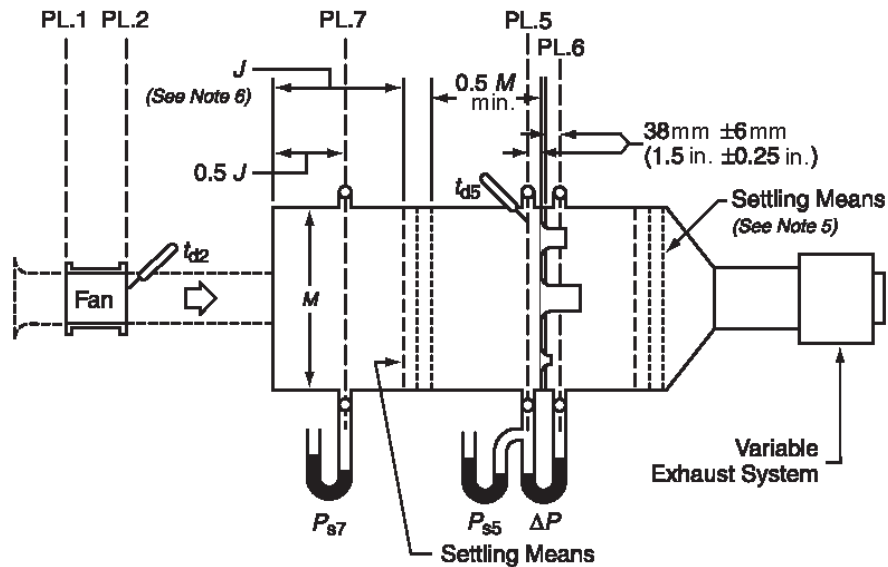 PL.1 PL.2 PL.7 PL.5
PL.6
J
(See Note 6)
0.5 M
min.
38mm ±6mm
(1.5 in. ±0.25 in.)
0.5 J
td5
Settling Means
(See Note 5)
td2
Fan
M
Variable
Exhaust System
Ps7 Ps5 ΔP
Settling Means